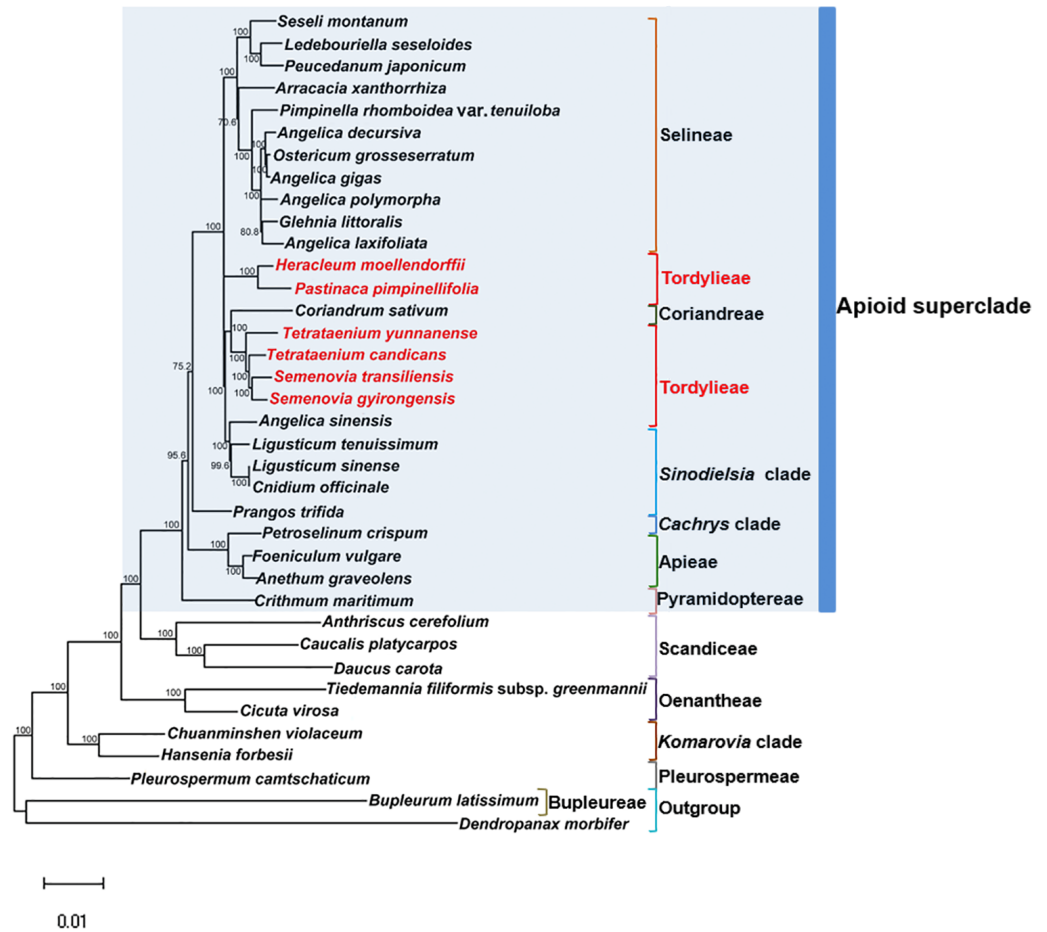 Seseli montanum
Ledebouriella seseloides
100
100
Peucedanum japonicum
100
Arracacia xanthorrhiza
Pimpinella rhomboidea var. tenuiloba
70.6
Angelica decursiva
Selineae
100
100
Ostericum grosseserratum
100
Angelica gigas
100
Angelica polymorpha
Glehnia littoralis
100
80.8
Angelica laxifoliata
Heracleum moellendorffii
100
Tordylieae
Pastinaca pimpinellifolia
Apioid superclade
Coriandrum sativum
Coriandreae
100
Tetrataenium yunnanense
100
Tetrataenium candicans
75.2
100
Semenovia transiliensis
Tordylieae
100
100
Semenovia gyirongensis
Angelica sinensis
100
Ligusticum tenuissimum
95.6
99.6
Ligusticum sinense
Sinodielsia clade
100
Cnidium officinale
Prangos trifida
Cachrys clade
100
Petroselinum crispum
100
Foeniculum vulgare
Apieae
100
Anethum graveolens
100
Crithmum maritimum
Pyramidoptereae
Anthriscus cerefolium
100
100
Caucalis platycarpos
Scandiceae
100
Daucus carota
Tiedemannia filiformis subsp. greenmannii
100
100
Oenantheae
Cicuta virosa
Chuanminshen violaceum
100
100
Komarovia clade
Hansenia forbesii
Pleurospermum camtschaticum
Pleurospermeae
Bupleurum latissimum
Bupleureae
Outgroup
Dendropanax morbifer
0.01